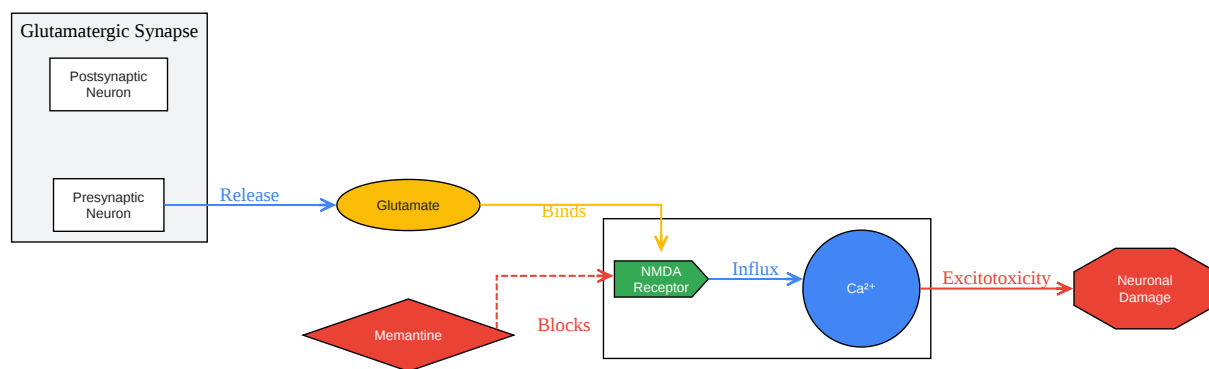 Glutamatergic Synapse
Postsynaptic
Neuron
Presynaptic
Neuron
Release
Glutamate
Binds
NMDA
Receptor
Influx
Ca²⁺
Excitotoxicity
Neuronal
Damage
Memantine
Blocks